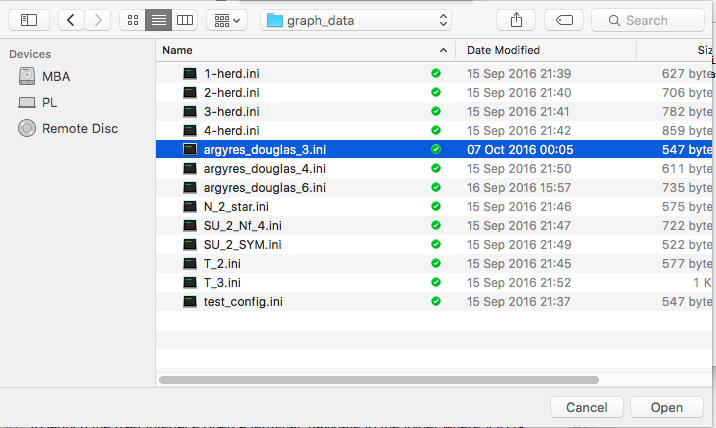 graph_data
Search
Devices
MBA
PL
Remote Disc
Name Date Modified Siz
1-herd.ini 15 Sep 2016 21:39 627 byte
2-herd.ini 15 Sep 2016 21:40 706 byte
3-herd.ini 15 Sep 2016 21:41 782 byte
4-herd.ini 15 Sep 2016 21:42 859 byte
argyres_douglas_3.ini 07 Oct 2016 00:05 547 byte
argyres_douglas_4.ini 15 Sep 2016 21:50 611 byte
argyres_douglas_6.ini 16 Sep 2016 15:57 735 byte
N_2_star.ini 15 Sep 2016 21:46 575 byte
SU_2_Nf_4.ini 15 Sep 2016 21:47 722 byte
SU_2_SYM.ini 15 Sep 2016 21:49 522 byte
T_2.ini 15 Sep 2016 21:45 577 byte
T_3.ini 15 Sep 2016 21:52 1 K
test_config.ini 15 Sep 2016 21:37 547 byte
Cancel Open